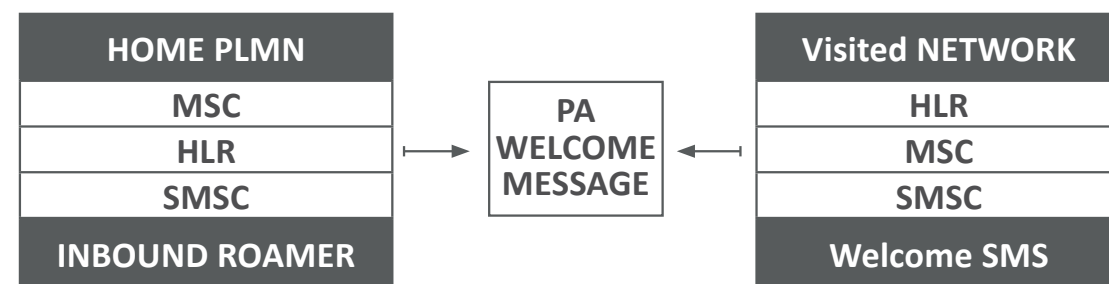 HOME PLMN
MSC
HLR
SMSC
INBOUND ROAMER
PA
WELCOME
MESSAGE
Visited NETWORK
HLR
MSC
SMSC
Welcome SMS